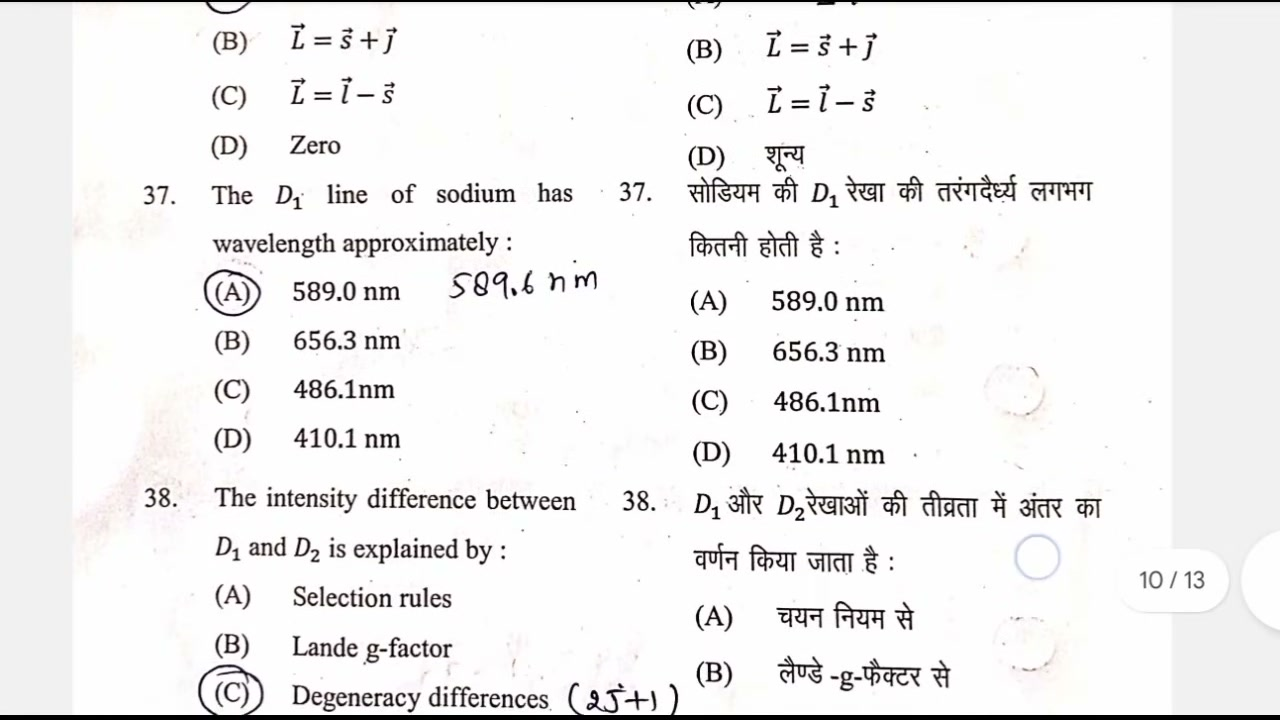 (B) L⃗ = s⃗ + j⃗
(C) L⃗ = l⃗ − s⃗
(D) Zero
37. The D₁ line of sodium has
wavelength approximately :
(A) 589.0 nm 589.6 nm
(B) 656.3 nm
(C) 486.1nm
(D) 410.1 nm
38. The intensity difference between
D₁ and D₂ is explained by :
(A) Selection rules
(B) Lande g-factor
(C) Degeneracy differences (2J+1)
(B) L⃗ = s⃗ + j⃗
(C) L⃗ = l⃗ − s⃗
(D) शून्य
37. सोडियम की D₁ रेखा की तरंगदैर्ध्य लगभग
कितनी होती है :
(A) 589.0 nm
(B) 656.3 nm
(C) 486.1nm
(D) 410.1 nm
38. D₁ और D₂ रेखाओं की तीव्रता में अंतर का
वर्णन किया जाता है :
(A) चयन नियम से
(B) लैण्डे -g-फैक्टर से
10 / 13